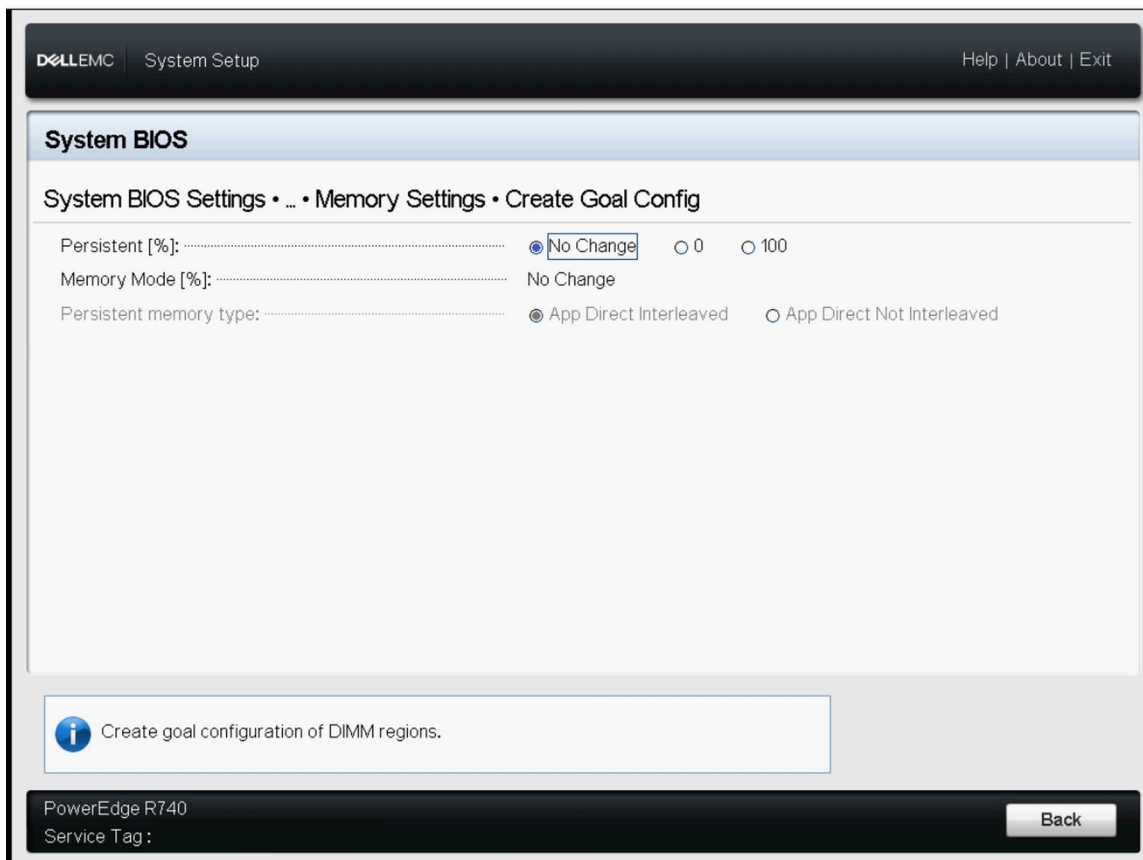 DELLEMC System Setup Help | About | Exit
System BIOS
System BIOS Settings • ... • Memory Settings • Create Goal Config
Persistent [%]: No Change 0 100
Memory Mode [%]: No Change
Persistent memory type: App Direct Interleaved App Direct Not Interleaved
Create goal configuration of DIMM regions.
PowerEdge R740
Service Tag :
Back